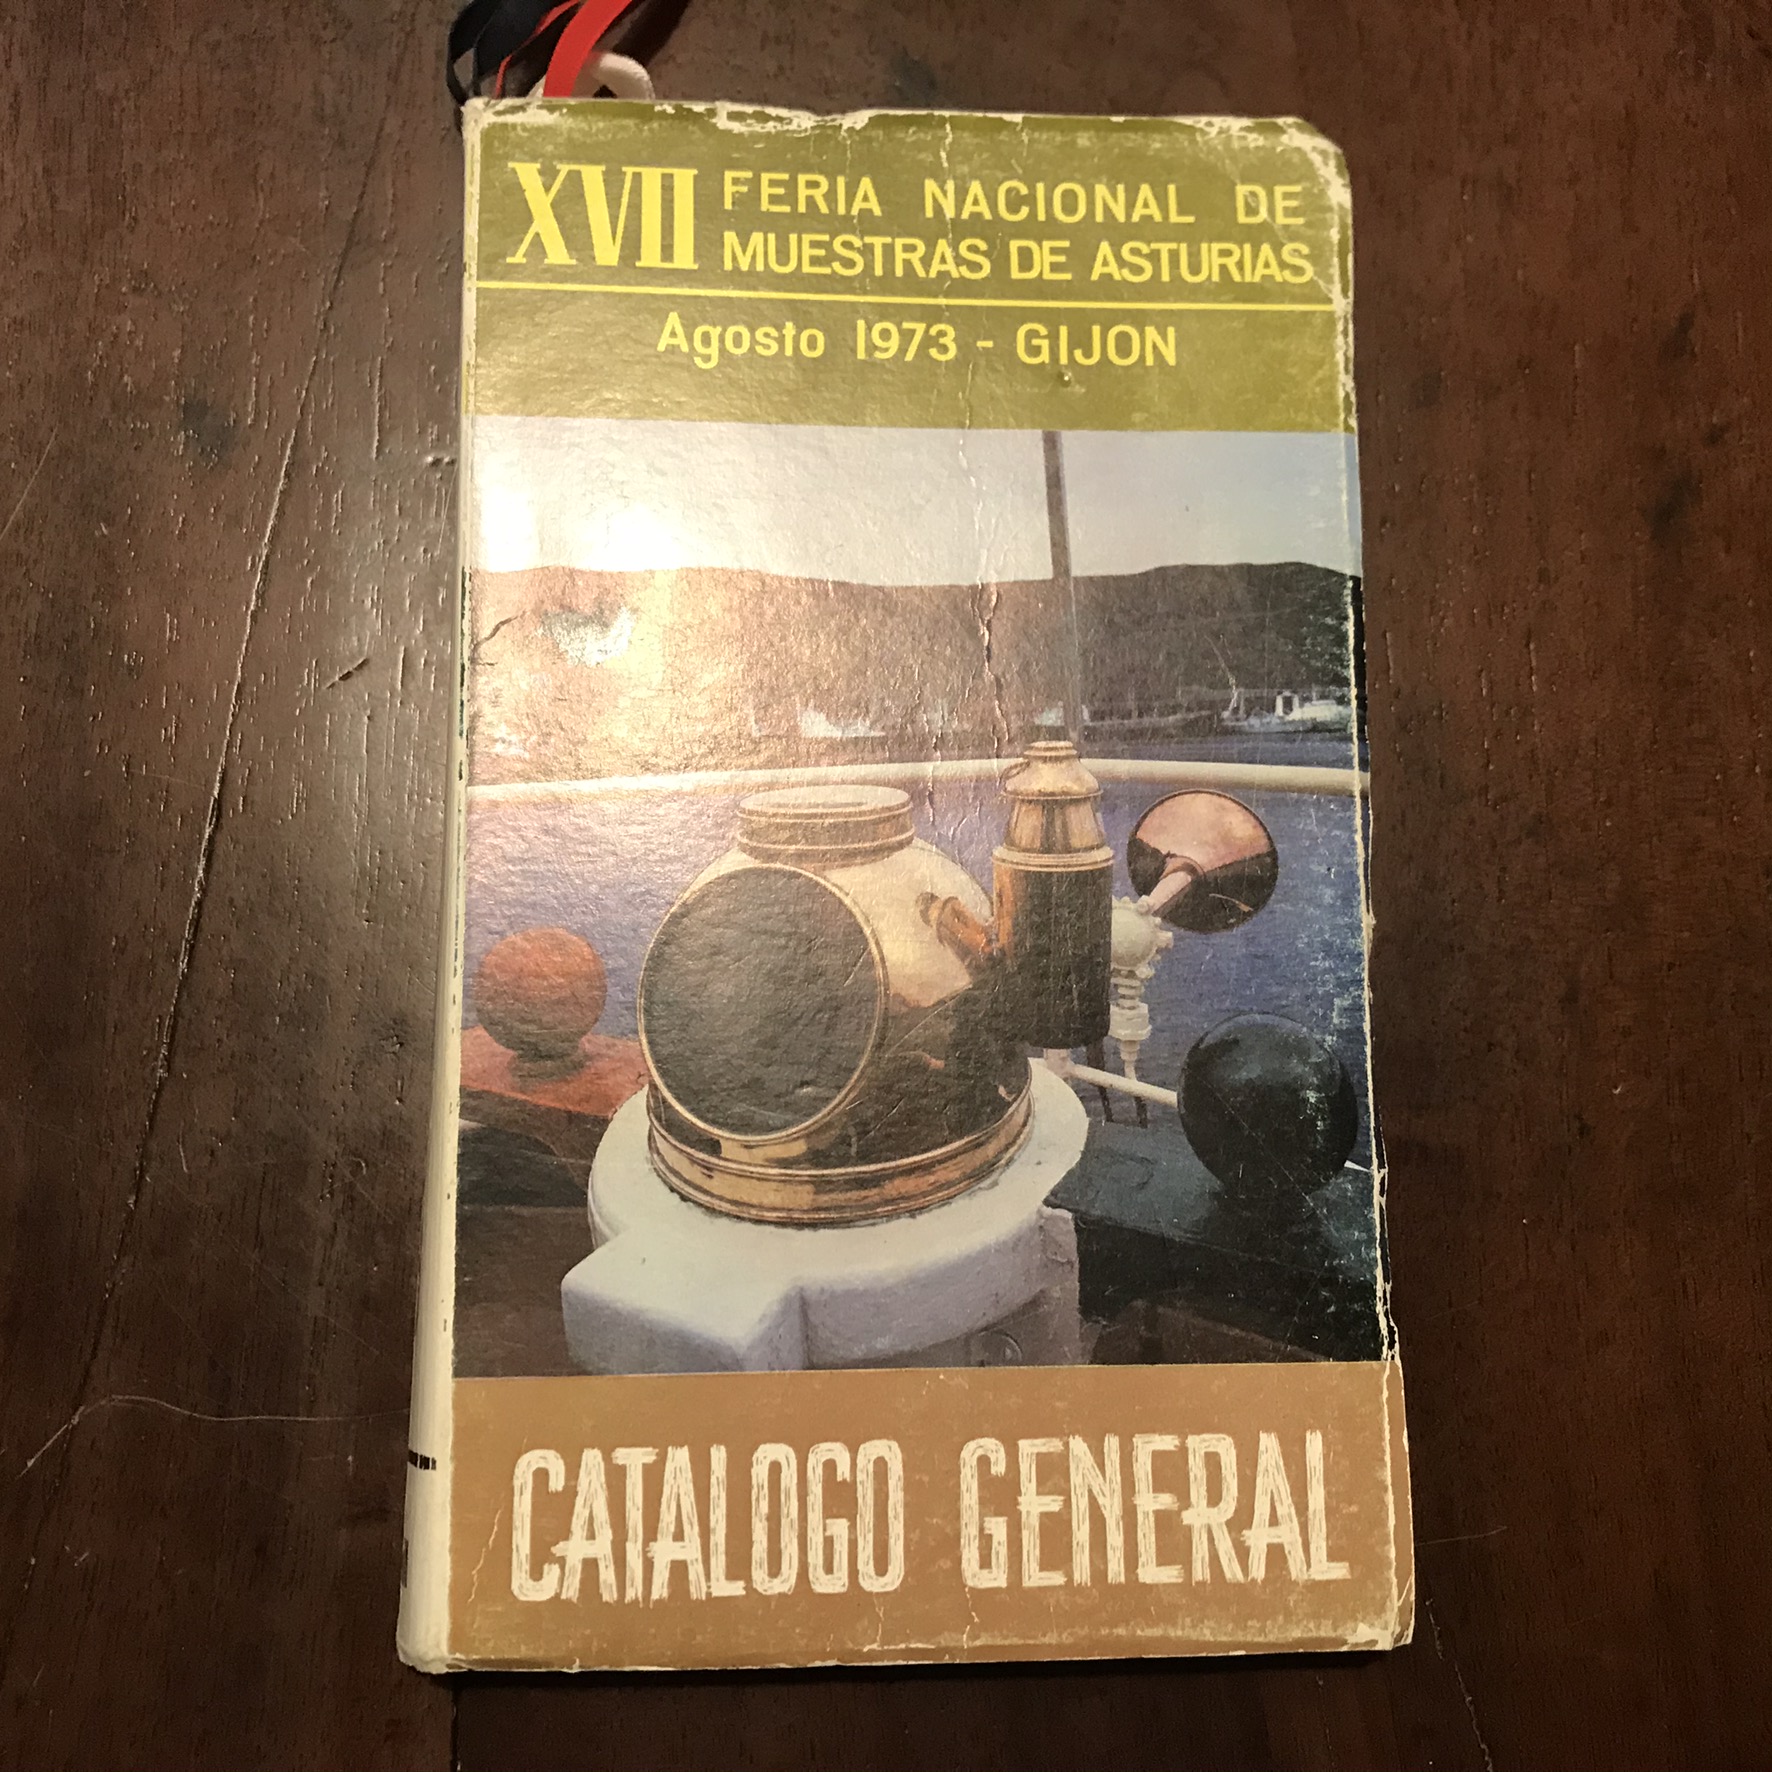 XVII FERIA NACIONAL DE
MUESTRAS DE ASTURIAS
Agosto 1973 - GIJON
CATALOGO GENERAL